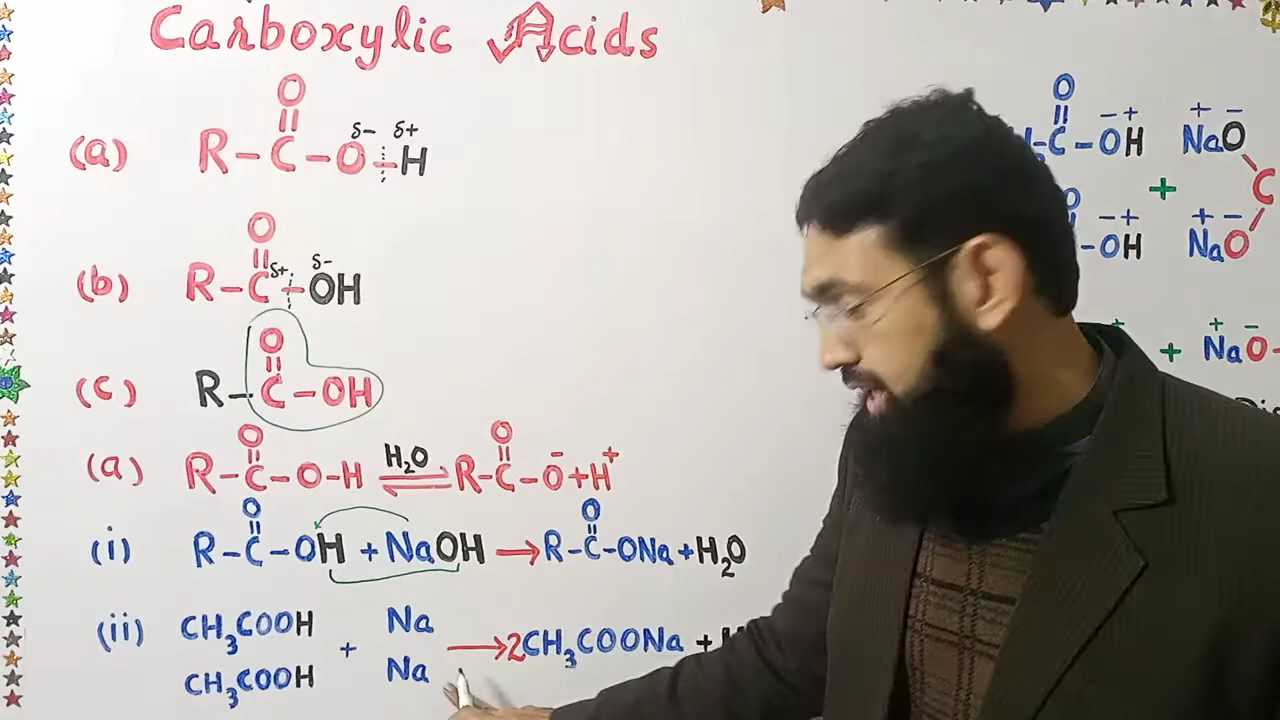 Carboxylic Acids
(a) R-C-O-H
O
δ- δ+
(b) R-C-OH
O
δ+ δ-
(c) R-C-OH
O
(a) R-C-O-H ⇌ R-C-O⁻+H⁺
O H₂O O
(i) R-C-OH + NaOH → R-C-ONa+H₂O
O O
(ii) CH₃COOH + Na → 2CH₃COONa +
CH₃COOH Na
O
C-OH NaO
- + + -
+ C
-OH NaO
- + + -
+ NaO-
+ -